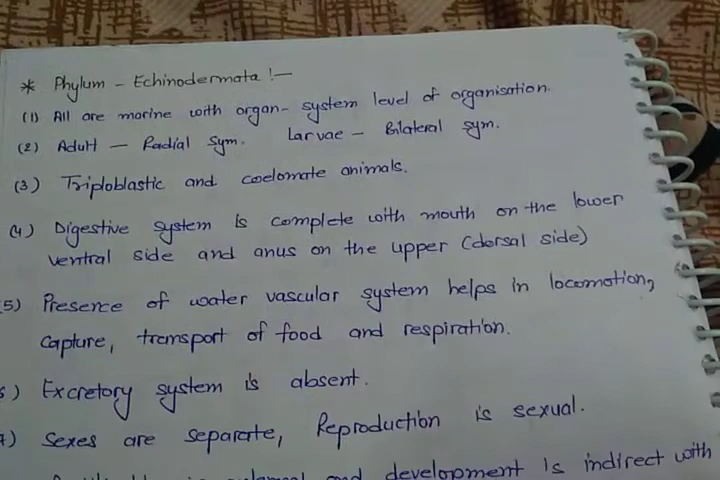 * Phylum - Echinodermata :-
(1) All are marine with organ- system level of organisation.
(2) Adult - Radial sym. Larvae - Bilateral sym.
(3) Triploblastic and coelomate animals.
(4) Digestive system is complete with mouth on the lower
ventral side and anus on the upper (dorsal side)
5) Presence of water vascular system helps in locomotion,
capture, transport of food and respiration.
) Excretory system is absent.
7) Sexes are separate, Reproduction is sexual.
and development is indirect with